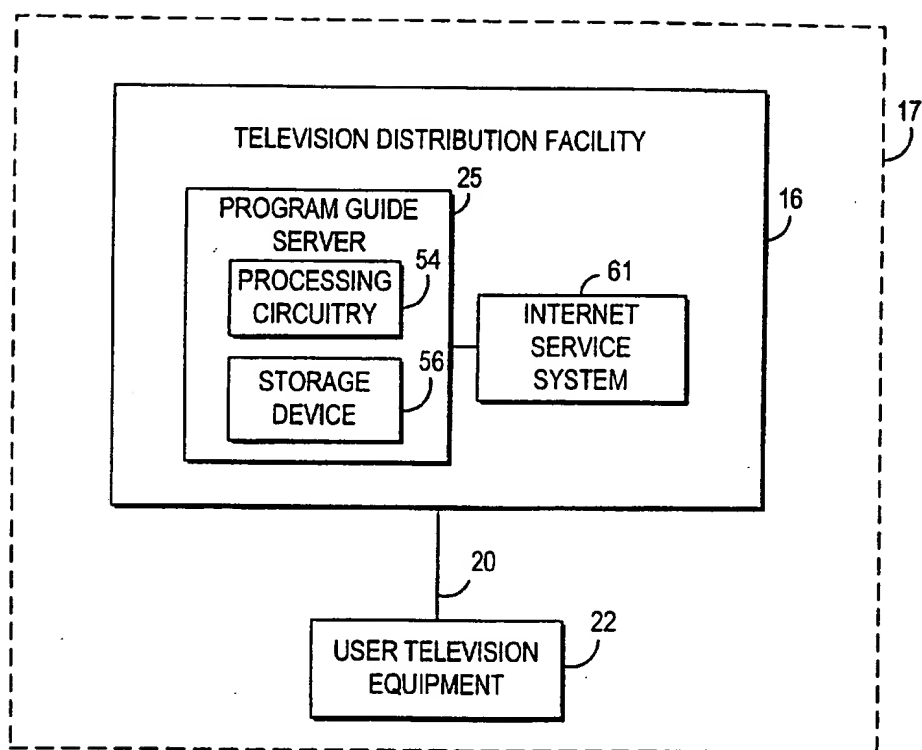 17
TELEVISION DISTRIBUTION FACILITY
16
25
PROGRAM GUIDE
SERVER
54
PROCESSING
CIRCUITRY
61
INTERNET
SERVICE
SYSTEM
56
STORAGE
DEVICE
20
22
USER TELEVISION
EQUIPMENT